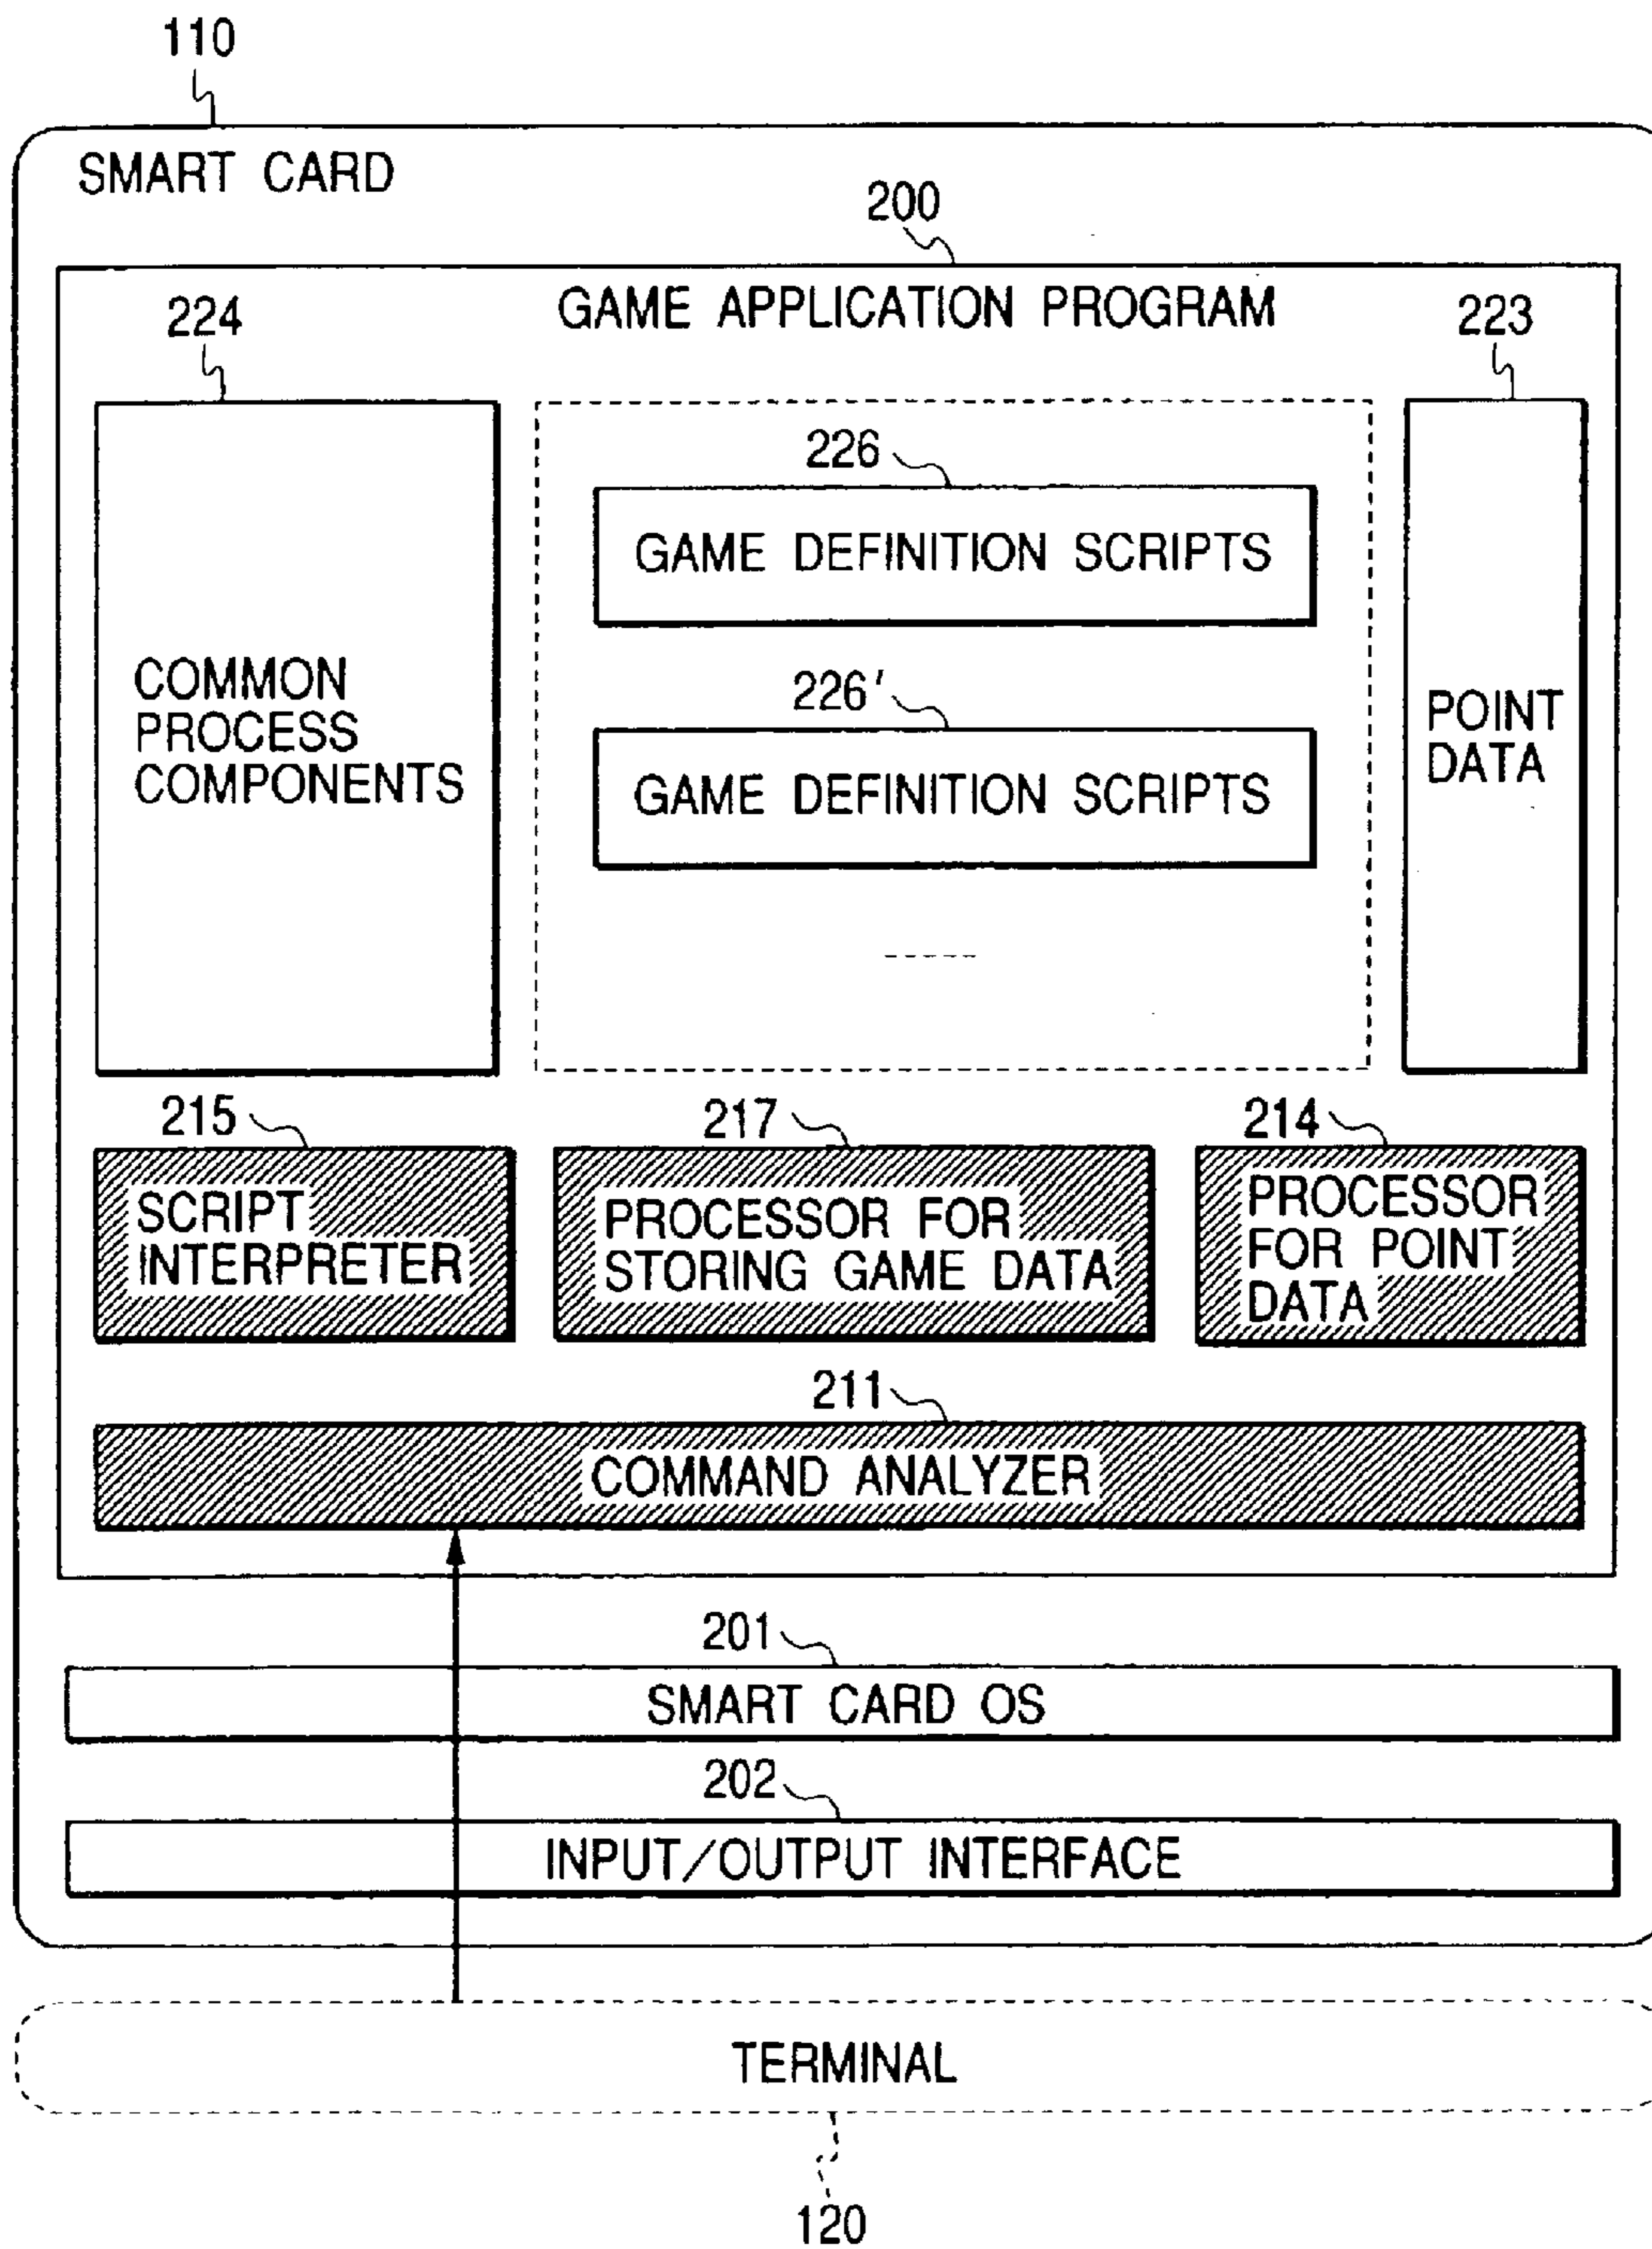 110
SMART CARD
200
GAME APPLICATION PROGRAM
224
223
226
GAME DEFINITION SCRIPTS
COMMON
PROCESS
COMPONENTS
226'
GAME DEFINITION SCRIPTS
POINT
DATA
215
217
214
SCRIPT
INTERPRETER
PROCESSOR FOR
STORING GAME DATA
PROCESSOR
FOR POINT
DATA
211
COMMAND ANALYZER
201
SMART CARD OS
202
INPUT/OUTPUT INTERFACE
TERMINAL
120